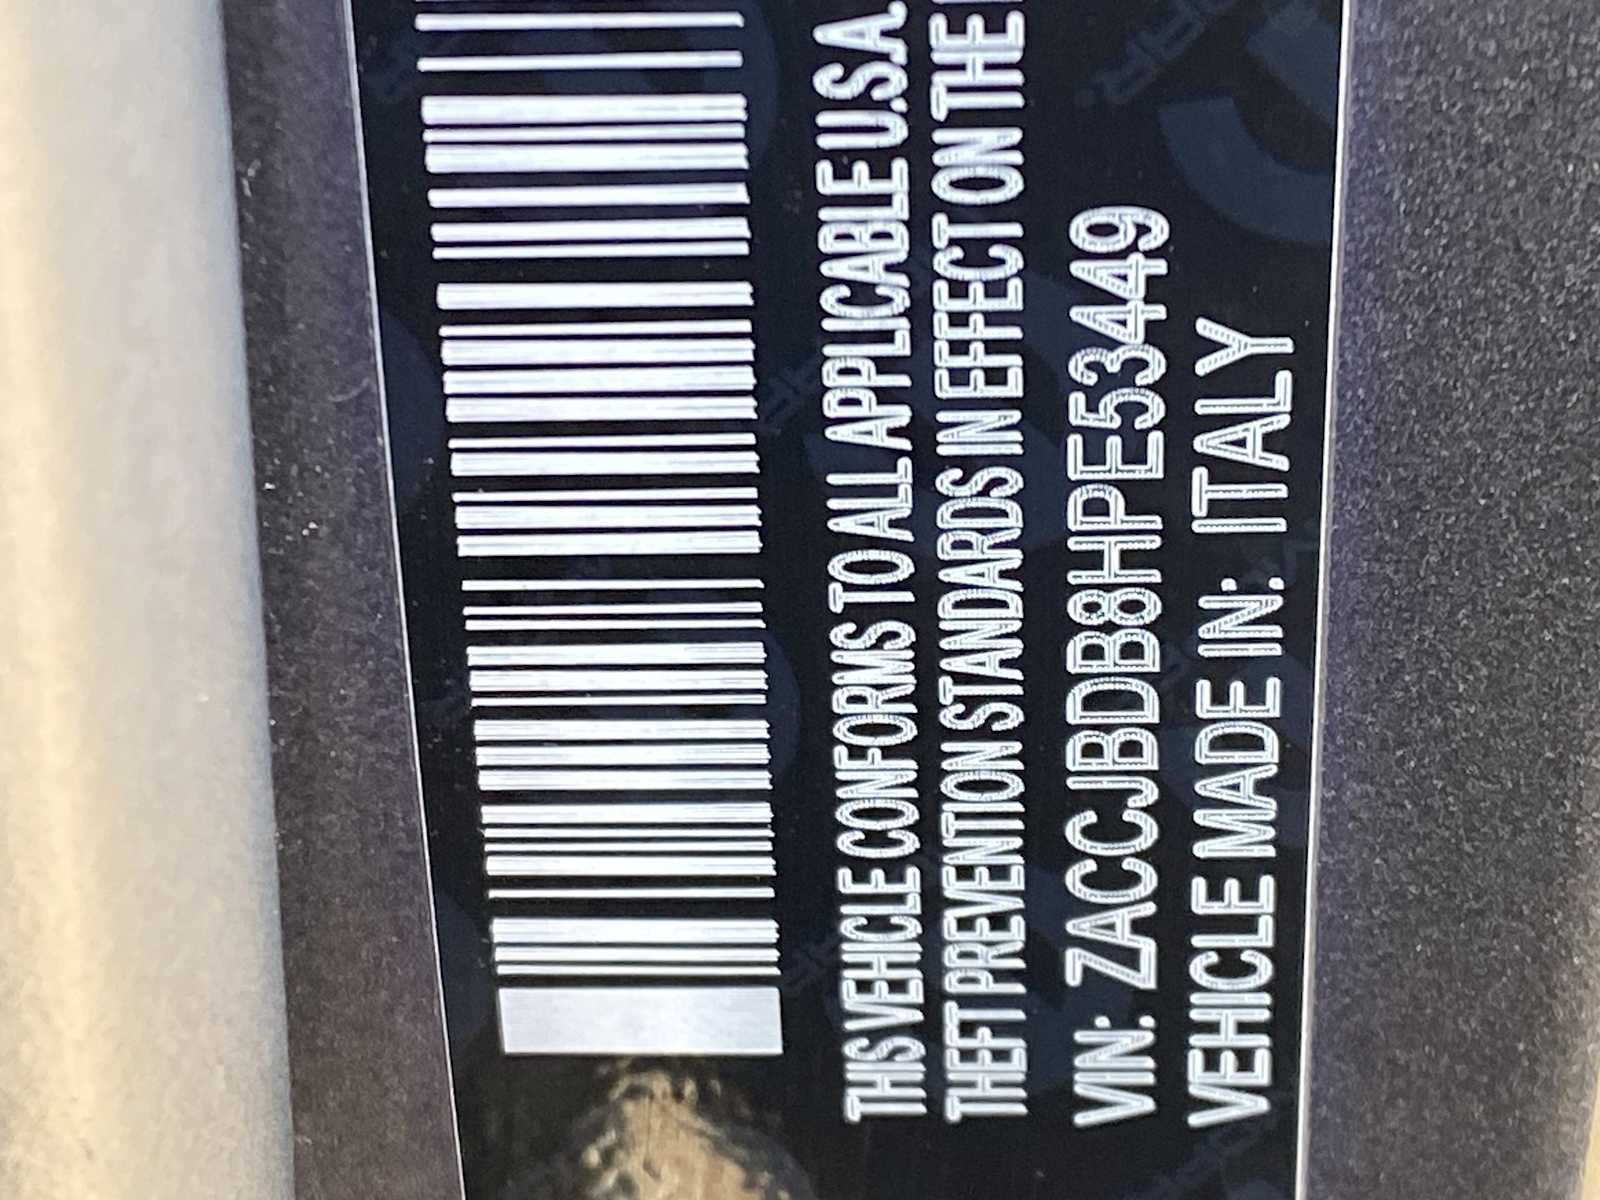 THIS VEHICLE CONFORMS TO ALL APPLICABLE U.S.A.
THEFT PREVENTION STANDARDS IN EFFECT ON THE
VIN: ZACCJBDB8HPE53449
VEHICLE MADE IN: ITALY